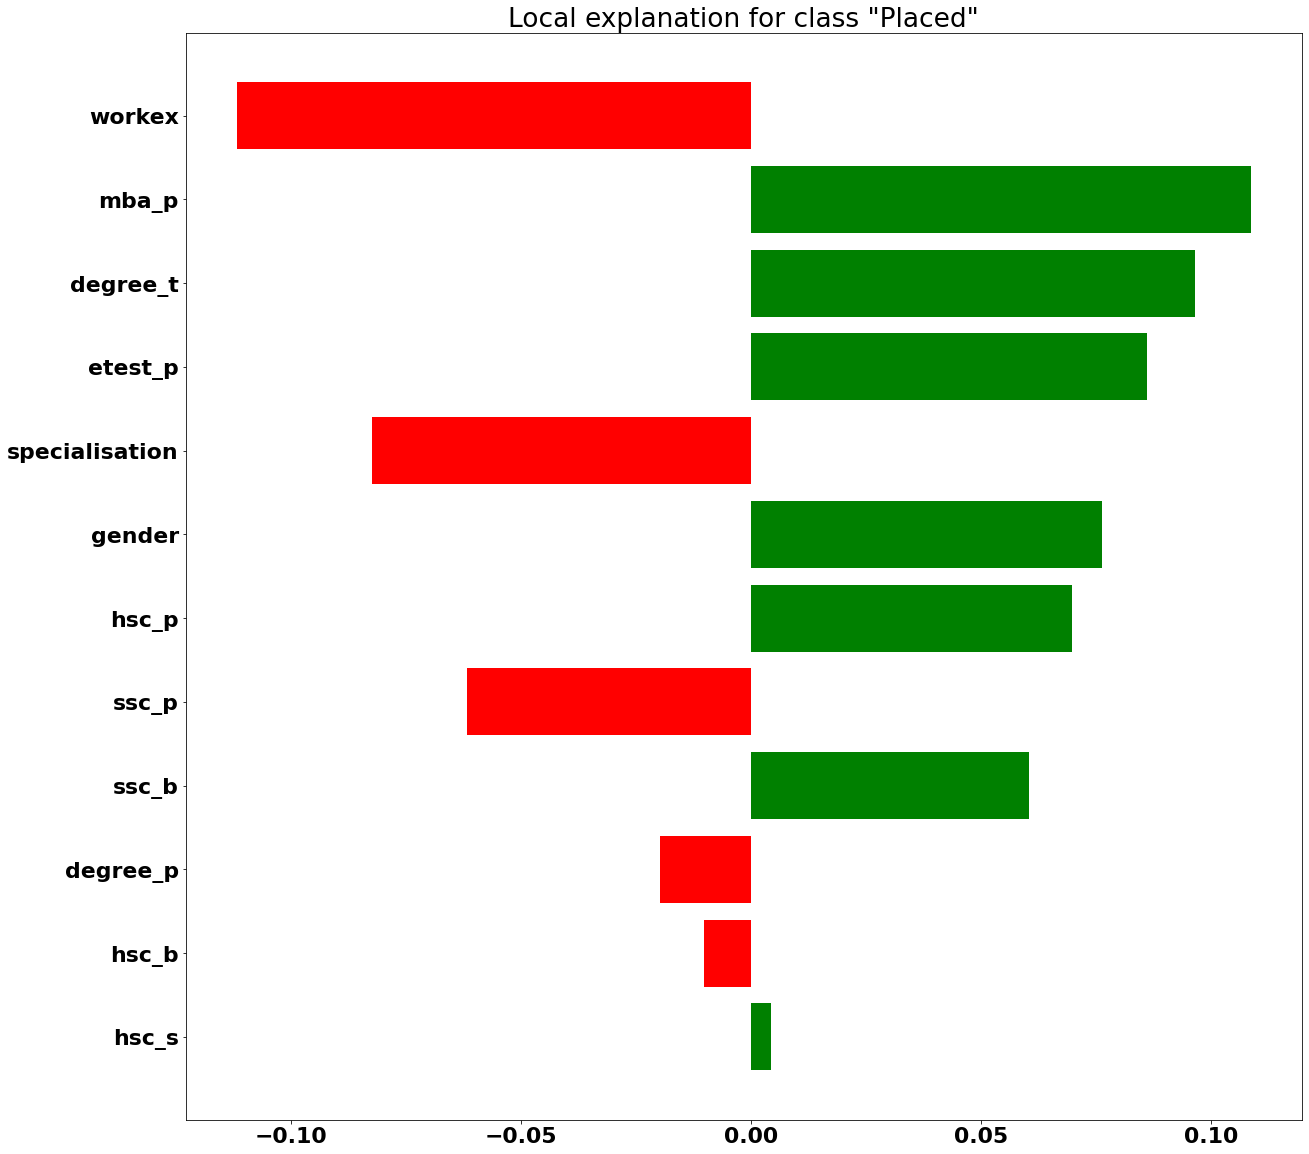 Local explanation for class "Placed"
workex
mba_p
degree_t
etest_p
specialisation
gender
hsc_p
ssc_p
ssc_b
degree_p
hsc_b
hsc_s
−0.10 −0.05 0.00 0.05 0.10